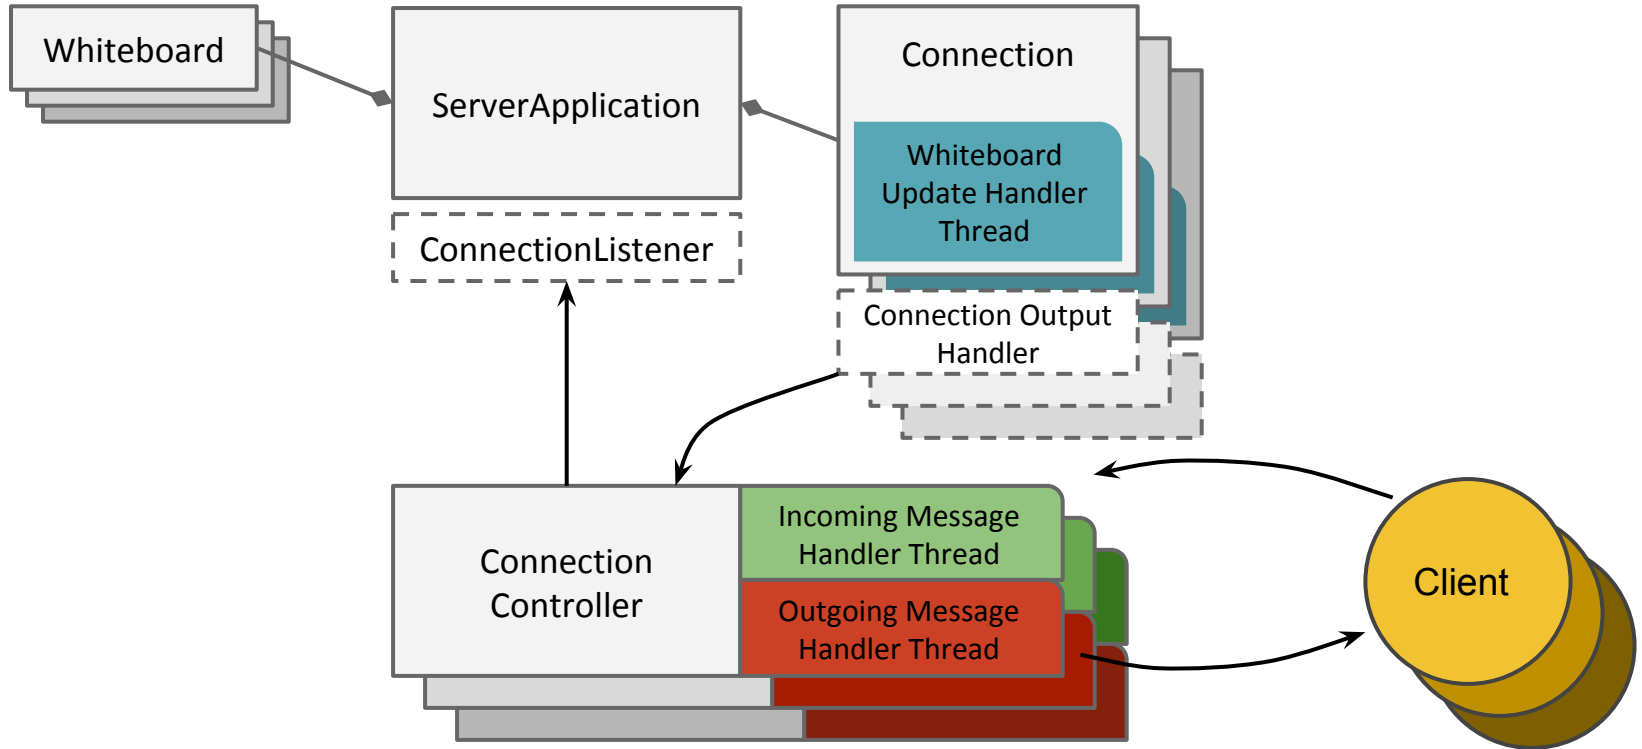 Whiteboard
ServerApplication
Connection
Whiteboard
Update Handler
Thread
ConnectionListener
Connection Output
Handler
Connection
Controller
Incoming Message
Handler Thread
Outgoing Message
Handler Thread
Client